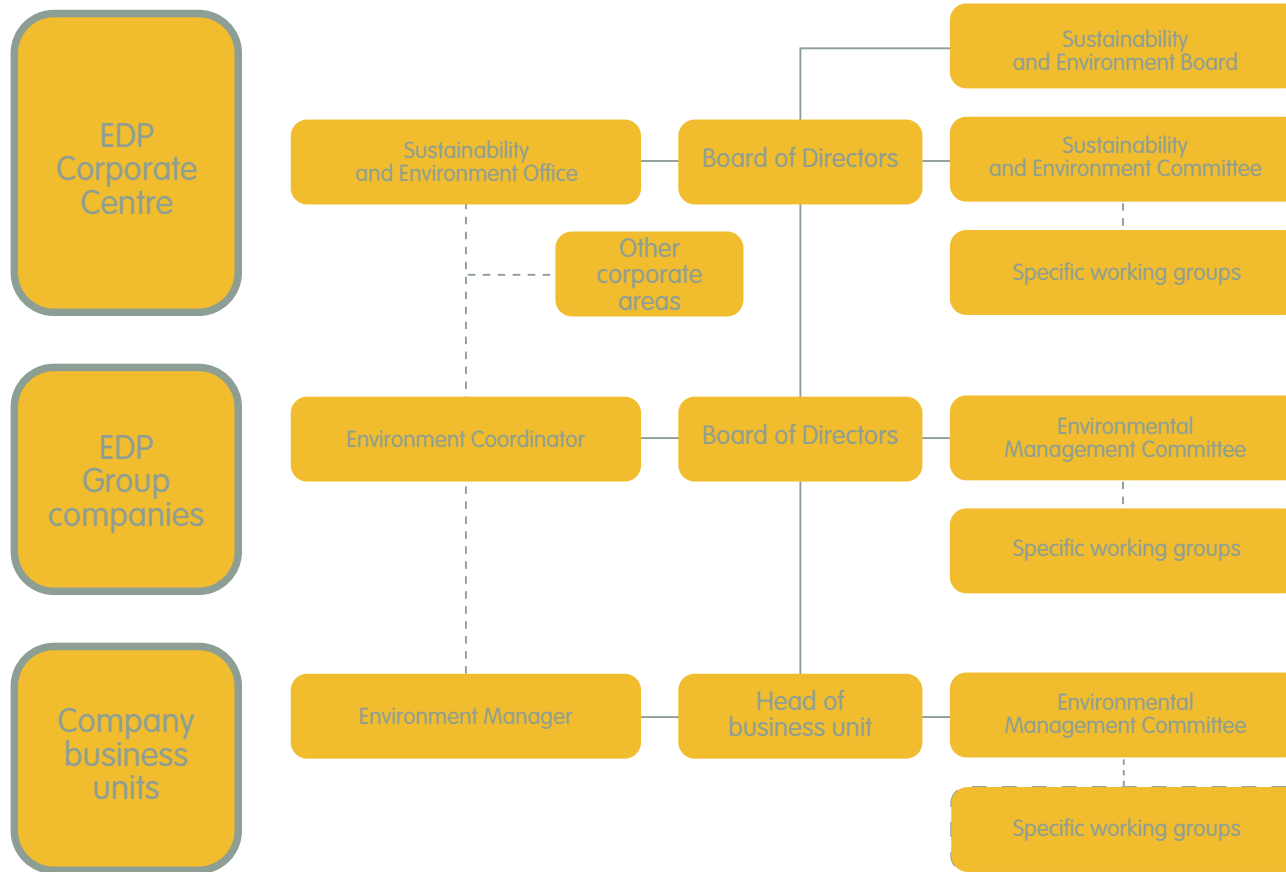 EDP
Corporate
Centre
Sustainability
and Environment Office
Board of Directors
Sustainability
and Environment Board
Sustainability
and Environment Committee
Other
corporate
areas
Specific working groups
EDP
Group
companies
Environment Coordinator
Board of Directors
Environmental
Management Committee
Specific working groups
Company
business
units
Environment Manager
Head of
business unit
Environmental
Management Committee
Specific working groups